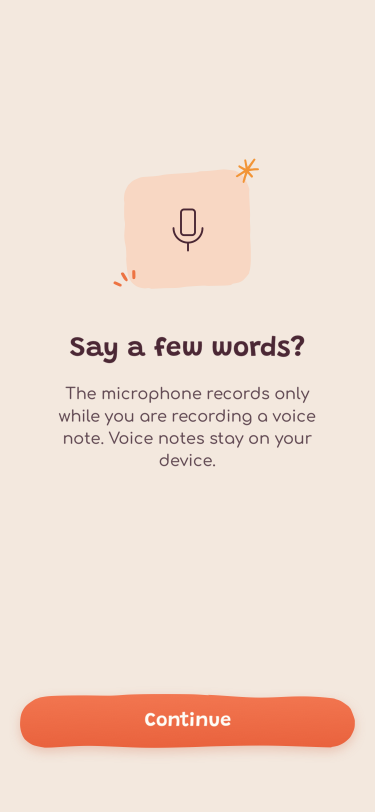 Say a few words?
The microphone records only
while you are recording a voice
note. Voice notes stay on your
device.
Continue